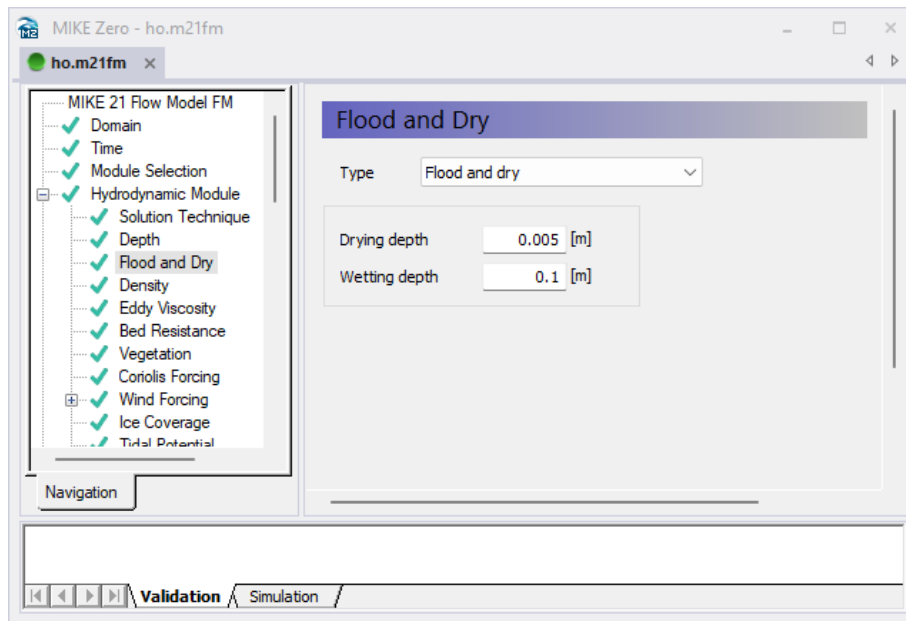 MIKE Zero - ho.m21fm
ho.m21fm
MIKE 21 Flow Model FM
Domain
Time
Module Selection
Hydrodynamic Module
Solution Technique
Depth
Flood and Dry
Density
Eddy Viscosity
Bed Resistance
Vegetation
Coriolis Forcing
Wind Forcing
Ice Coverage
Tidal Potential
Navigation
Flood and Dry
Type Flood and dry
Drying depth 0.005 [m]
Wetting depth 0.1 [m]
Validation Simulation